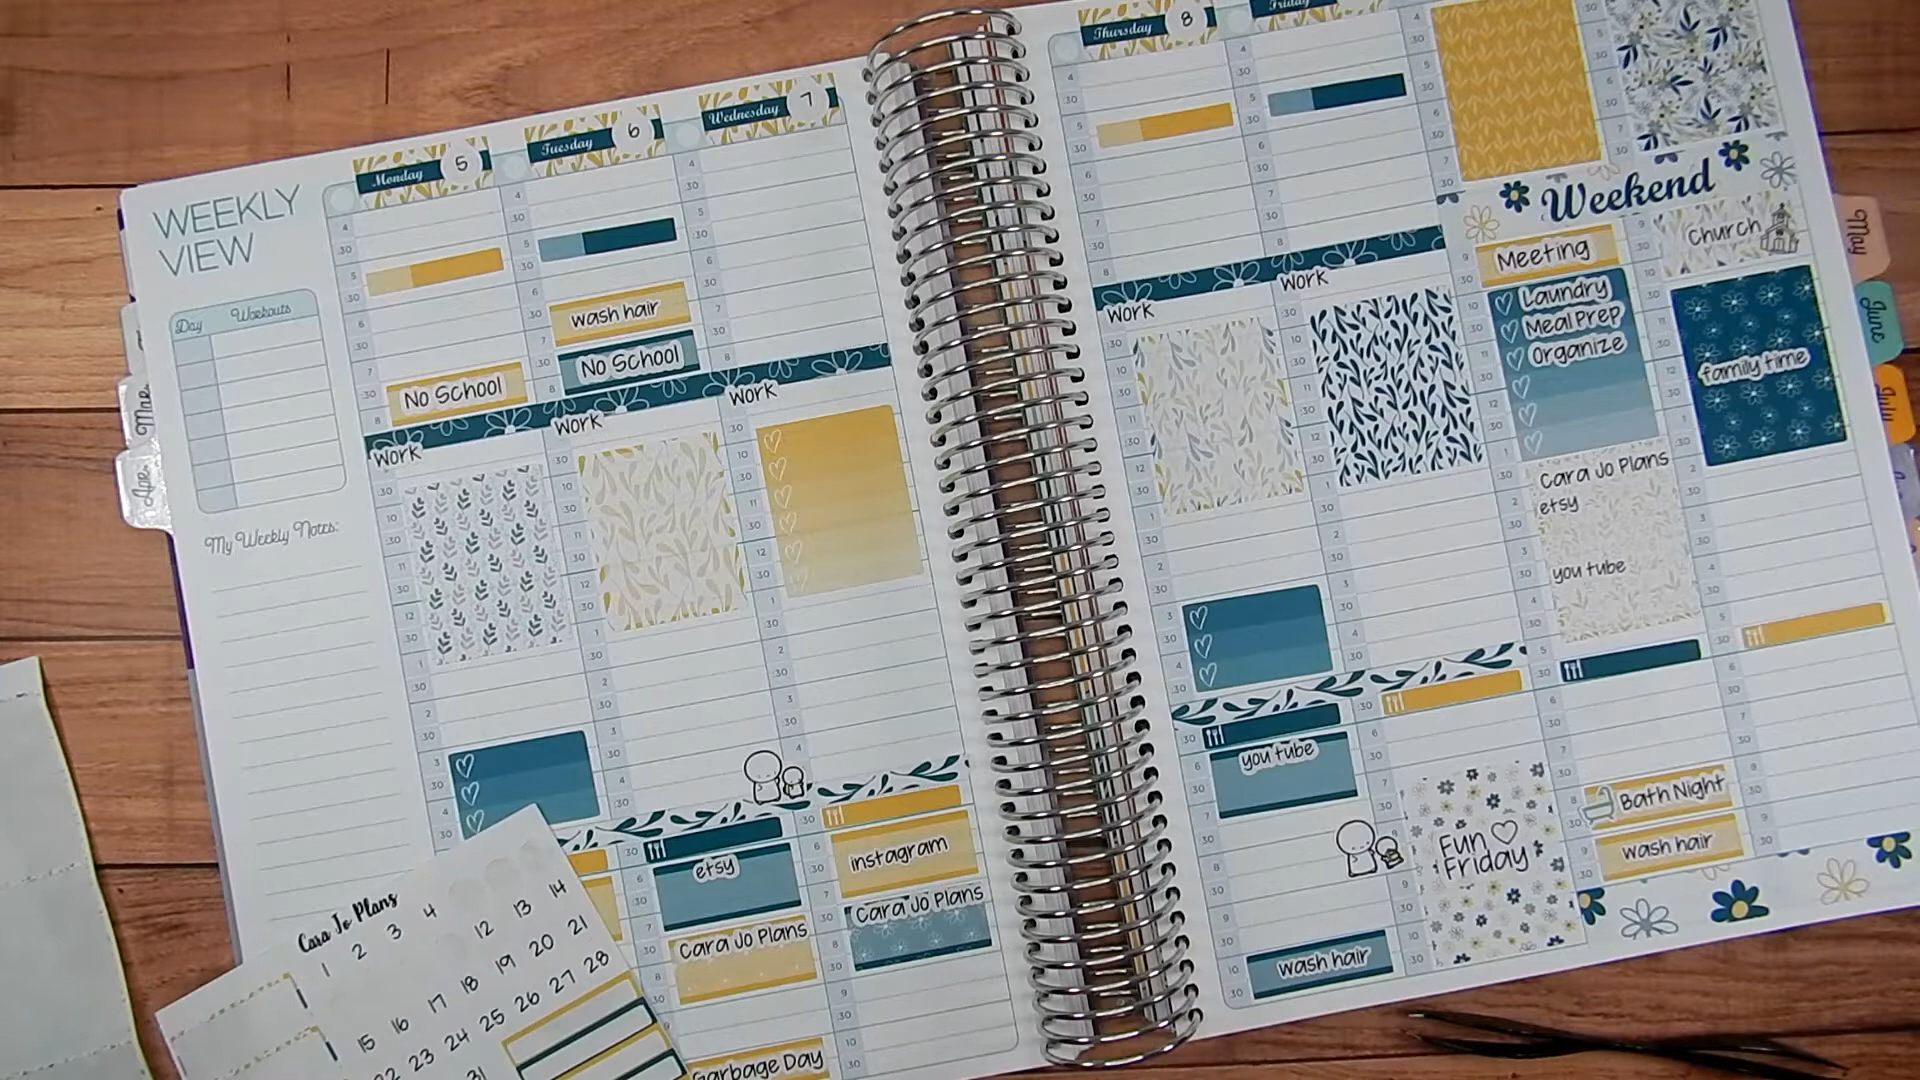 WEEKLY
VIEW
Day Workouts
My Weekly Notes:
Mar.
Apr.
Monday 5
Tuesday 6
Wednesday 7
Thursday 8
Friday
No School
Work
wash hair
No School
Work
etsy
Cara Jo Plans
Garbage Day
Work
instagram
Cara Jo Plans
Work
you tube
wash hair
Work
Fun
Friday
Weekend
Meeting
Laundry
Meal Prep
Organize
Cara Jo Plans
etsy
you tube
Bath Night
wash hair
Church
family time
May
June
July
Cara Jo Plans
1 2 3 4
12 13 14
15 16 17 18 19 20 21
22 23 24 25 26 27 28
31